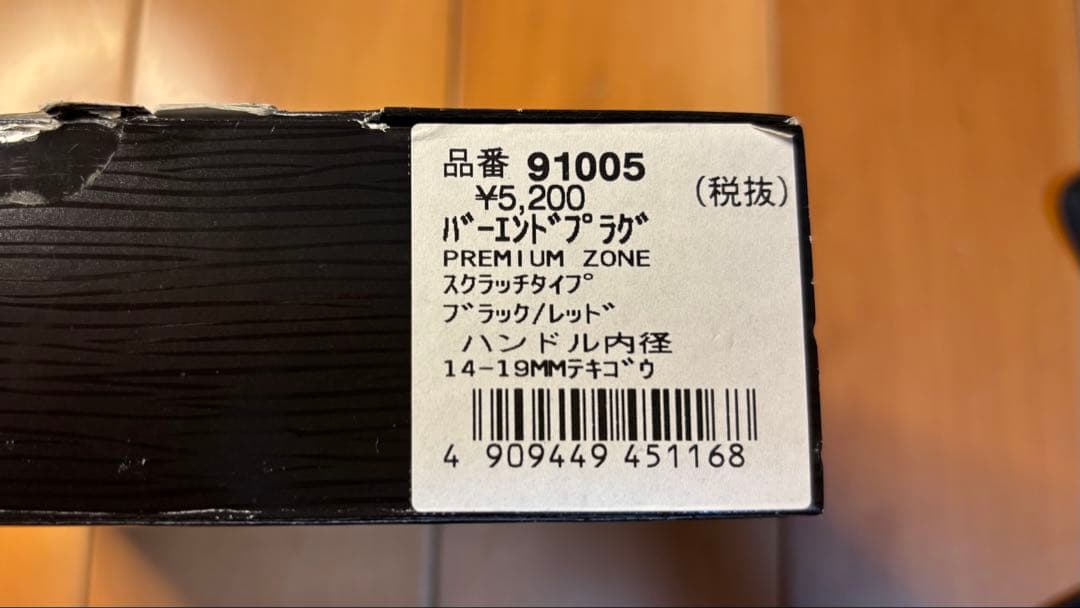 品番 91005
¥5,200 (税抜)
ﾊﾞｰｴﾝﾄﾞﾌﾟﾗｸﾞ
PREMIUM ZONE
ｽｸﾗｯﾁﾀｲﾌﾟ
ﾌﾞﾗｯｸ/ﾚｯﾄﾞ
ハンドル内径
14-19MMﾃｷｺﾞｳ
4 909449 451168